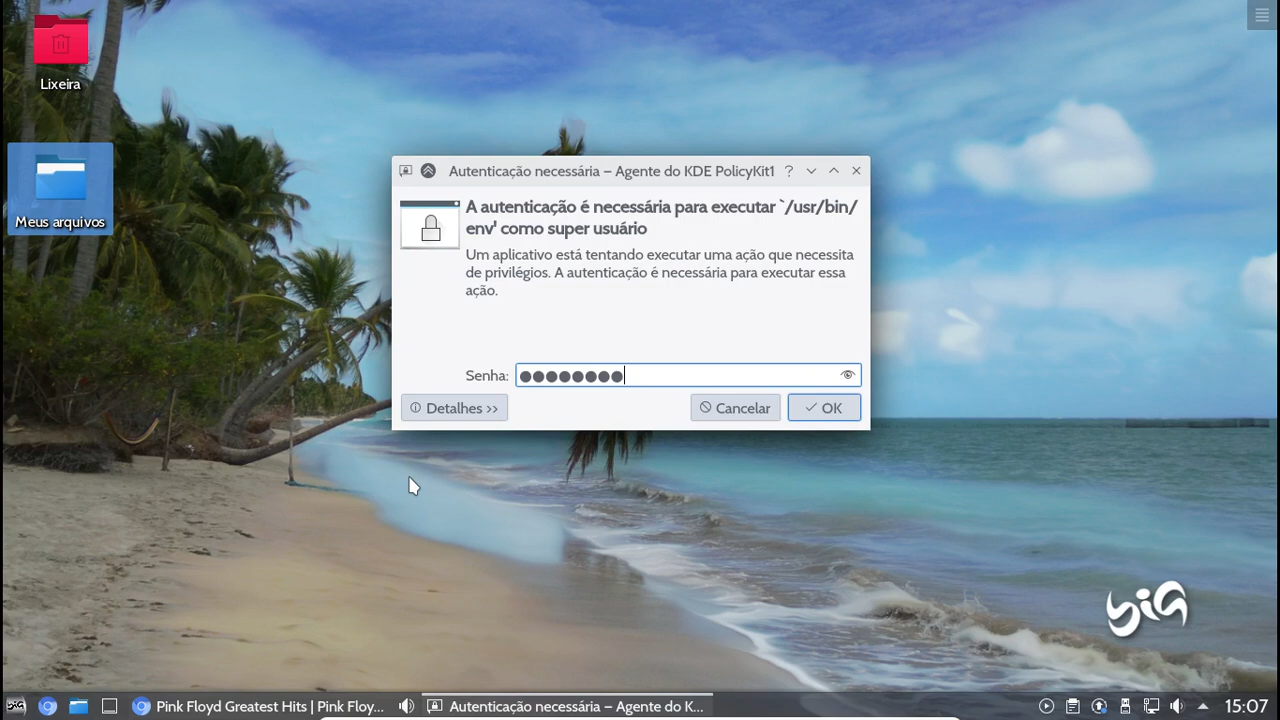 Lixeira
Meus arquivos
Autenticação necessária – Agente do KDE PolicyKit1
A autenticação é necessária para executar `/usr/bin/
env' como super usuário
Um aplicativo está tentando executar uma ação que necessita
de privilégios. A autenticação é necessária para executar essa
ação.
Senha:
Detalhes >>
Cancelar
OK
BiG
Pink Floyd Greatest Hits | Pink Floy...
Autenticação necessária – Agente do K...
15:07